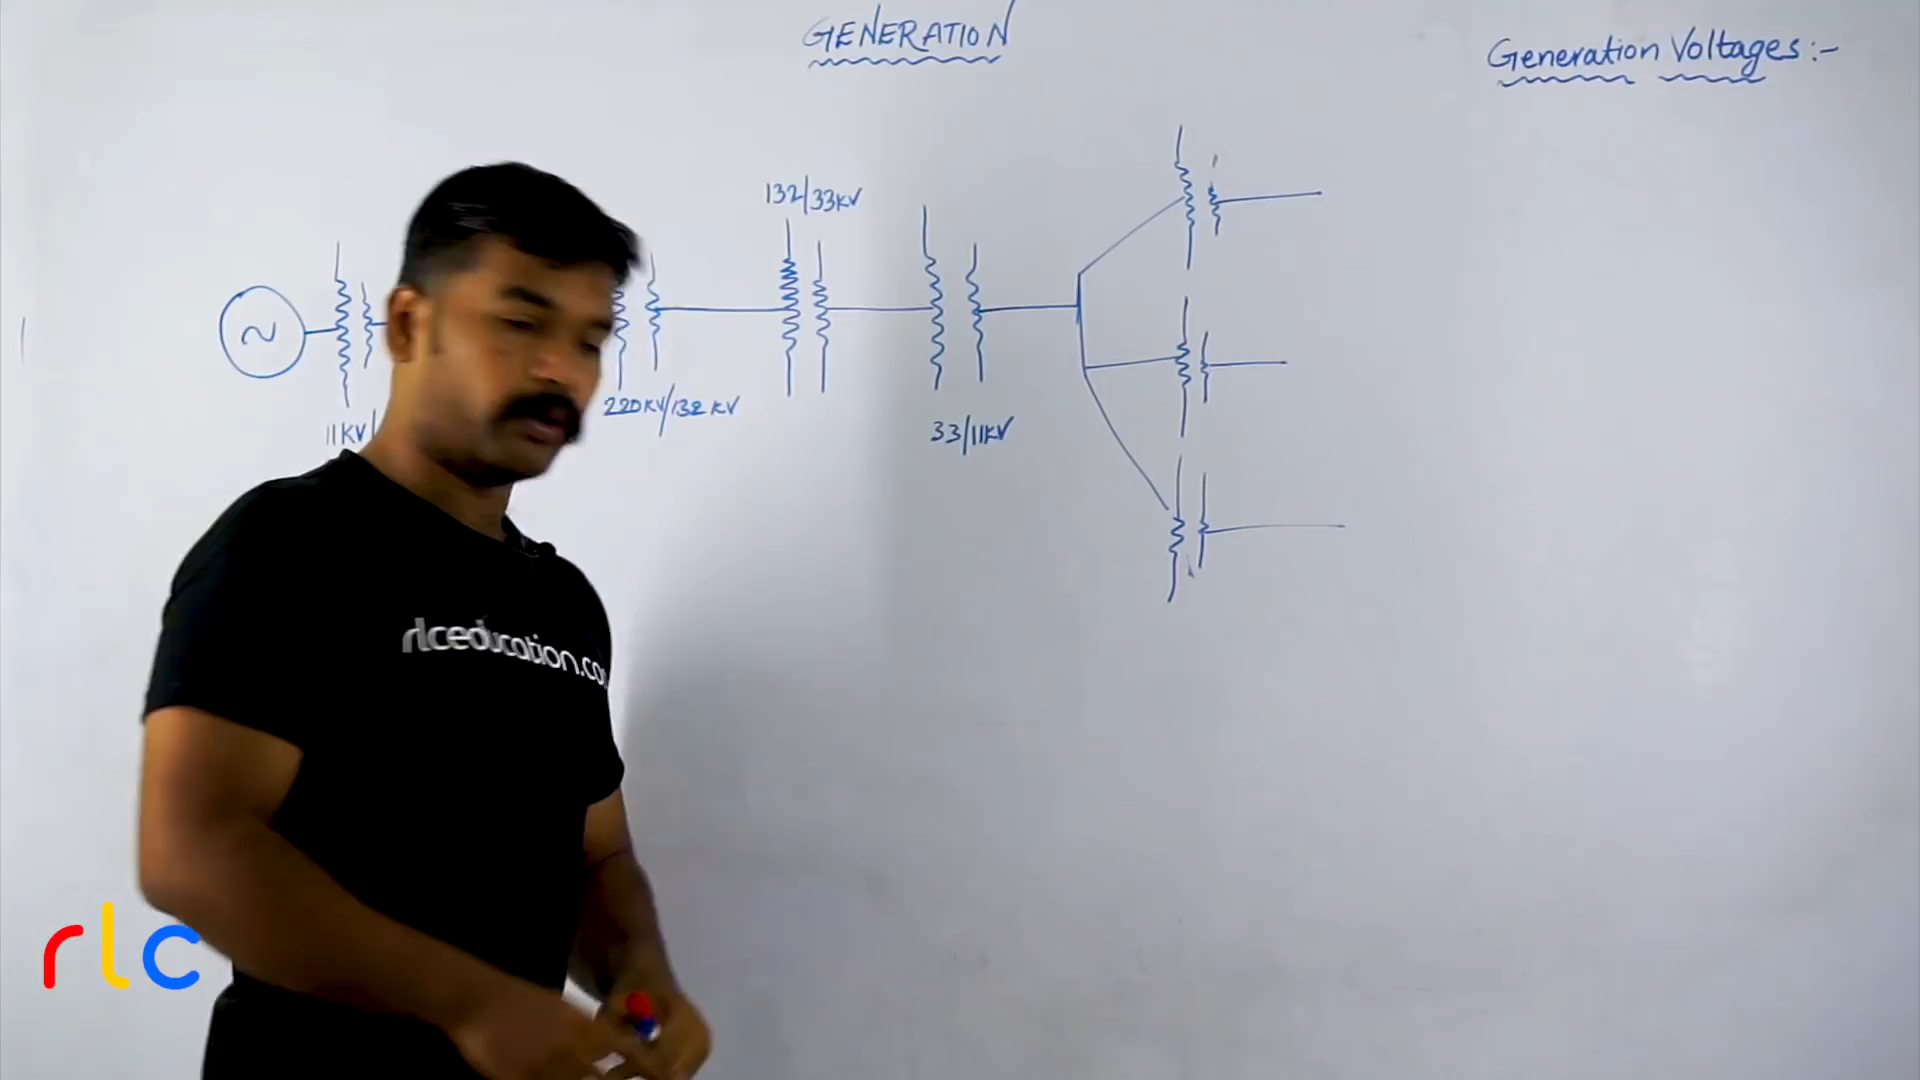 GENERATION
Generation Voltages:-
132/33KV
220KV/132KV
11KV/
33/11KV
rlceducation.co
rlc